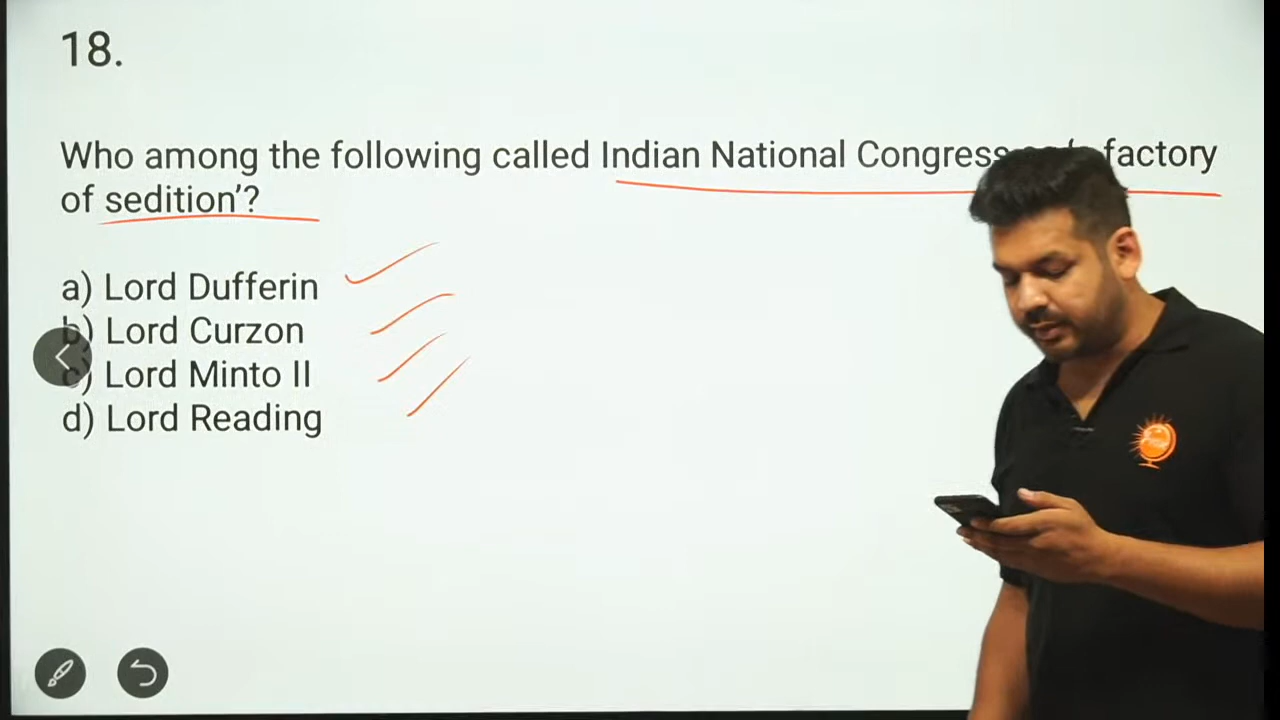 18.
Who among the following called Indian National Congress factory
of sedition'?
a) Lord Dufferin
b) Lord Curzon
c) Lord Minto II
d) Lord Reading